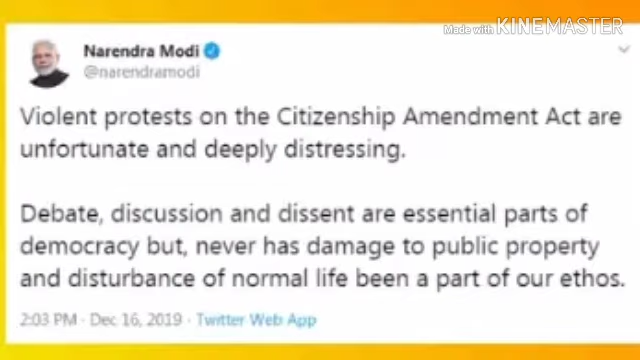 Made with KINEMASTER
Narendra Modi
@narendramodi
Violent protests on the Citizenship Amendment Act are
unfortunate and deeply distressing.
Debate, discussion and dissent are essential parts of
democracy but, never has damage to public property
and disturbance of normal life been a part of our ethos.
2:03 PM · Dec 16, 2019 · Twitter Web App